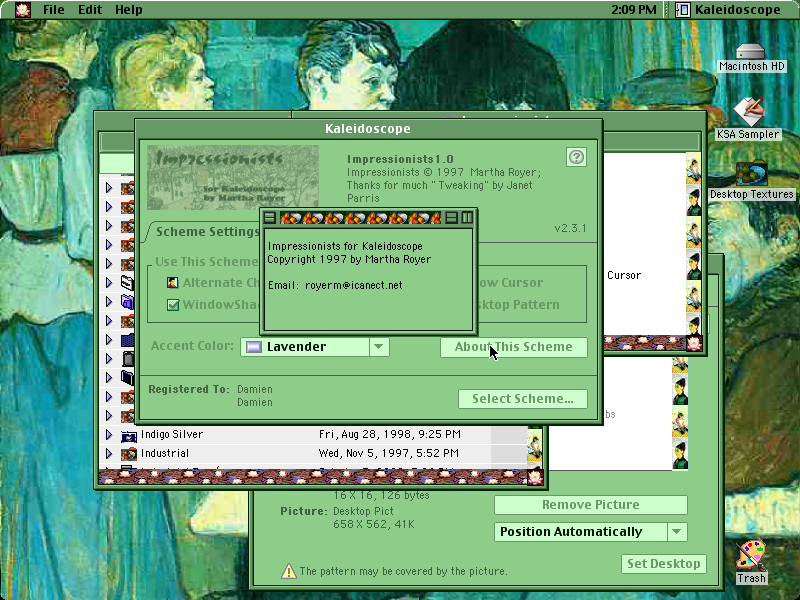 File Edit Help
2:09 PM
Kaleidoscope
Macintosh HD
KSA Sampler
Desktop Textures
Kaleidoscope
Impressionists
for Kaleidoscope
by Martha Royer
Impressionists1.0
Impressionists © 1997 Martha Royer;
Thanks for much "Tweaking" by Janet
Parris
v2.3.1
Scheme Settings
Use This Scheme
Alternate Ch
WindowSha
ow Cursor
sktop Pattern
Impressionists for Kaleidoscope
Copyright 1997 by Martha Royer
Email: royerm@icanect.net
Cursor
Accent Color:
Lavender
About This Scheme
Registered To: Damien
Damien
Select Scheme...
bs
Indigo Silver Fri, Aug 28, 1998, 9:25 PM
Industrial Wed, Nov 5, 1997, 5:52 PM
16 X 16, 126 bytes
Picture: Desktop Pict
658 X 562, 41K
Remove Picture
Position Automatically
Set Desktop
The pattern may be covered by the picture.
Trash